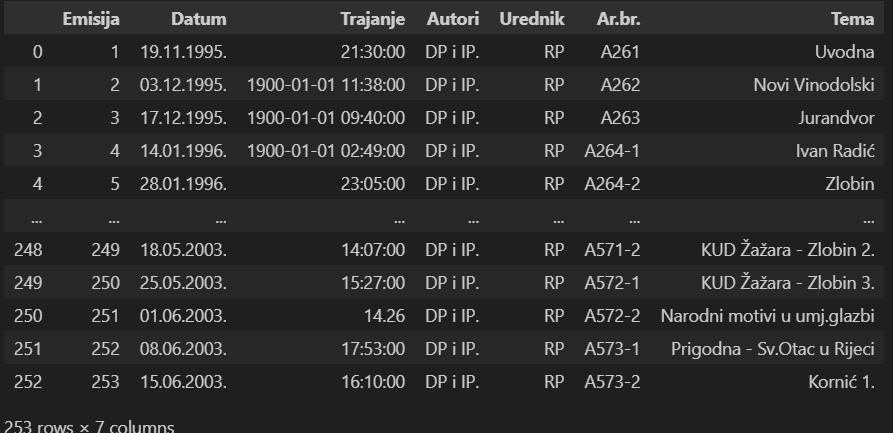 Emisija Datum Trajanje Autori Urednik Ar.br. Tema
0 1 19.11.1995. 21:30:00 DP i IP. RP A261 Uvodna
1 2 03.12.1995. 1900-01-01 11:38:00 DP i IP. RP A262 Novi Vinodolski
2 3 17.12.1995. 1900-01-01 09:40:00 DP i IP. RP A263 Jurandvor
3 4 14.01.1996. 1900-01-01 02:49:00 DP i IP. RP A264-1 Ivan Radić
4 5 28.01.1996. 23:05:00 DP i IP. RP A264-2 Zlobin
... ... ... ... ... ... ... ...
248 249 18.05.2003. 14:07:00 DP i IP. RP A571-2 KUD Žažara - Zlobin 2.
249 250 25.05.2003. 15:27:00 DP i IP. RP A572-1 KUD Žažara - Zlobin 3.
250 251 01.06.2003. 14.26 DP i IP. RP A572-2 Narodni motivi u umj.glazbi
251 252 08.06.2003. 17:53:00 DP i IP. RP A573-1 Prigodna - Sv.Otac u Rijeci
252 253 15.06.2003. 16:10:00 DP i IP. RP A573-2 Kornić 1.
253 rows × 7 columns